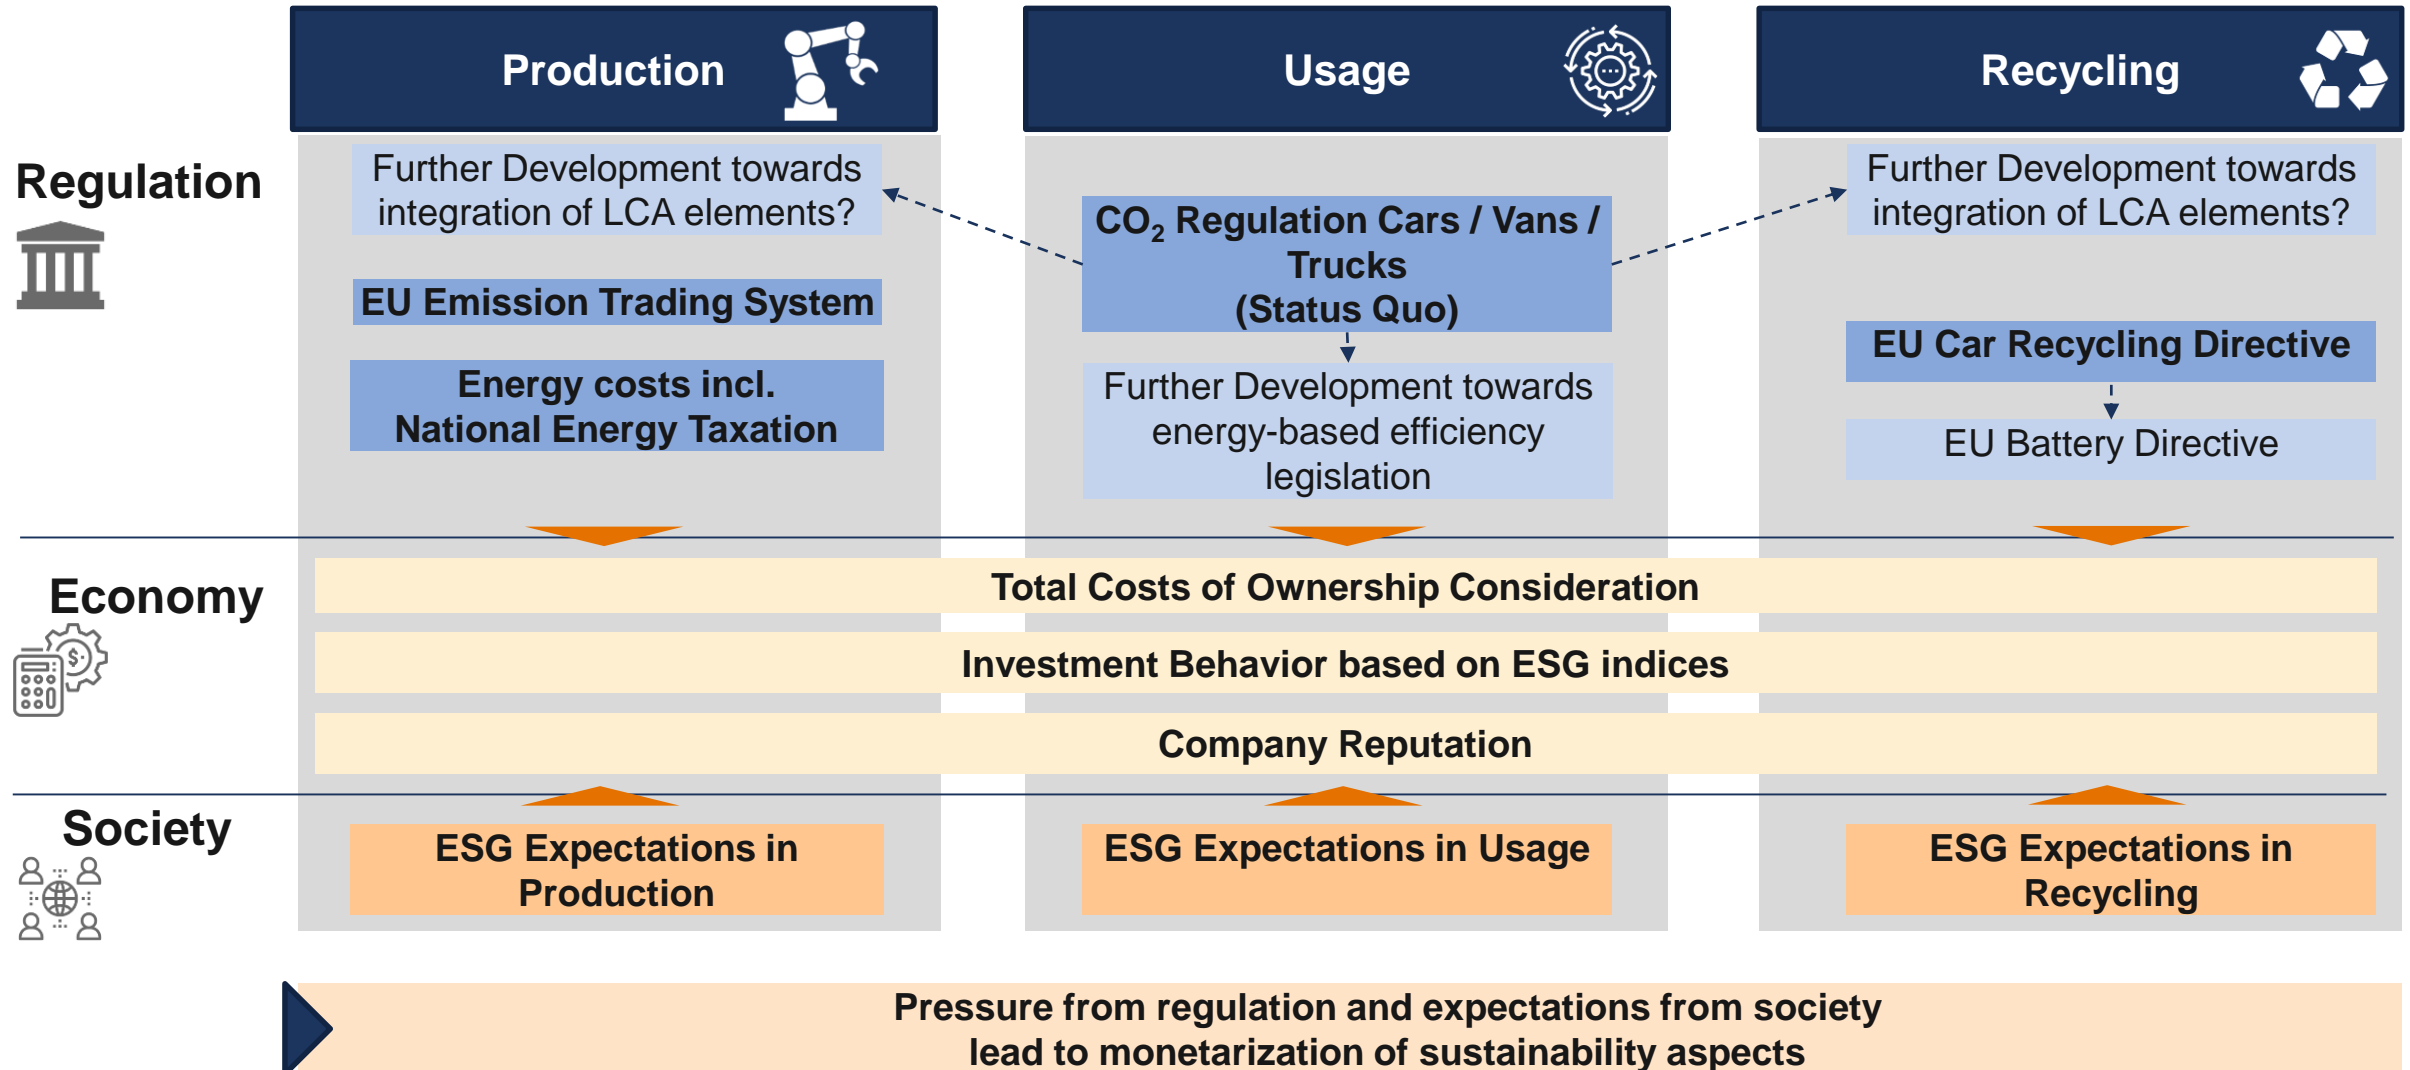 Production
Usage
Recycling
Regulation
Further Development towards
integration of LCA elements?
EU Emission Trading System
Energy costs incl.
National Energy Taxation
CO₂ Regulation Cars / Vans /
Trucks
(Status Quo)
Further Development towards
energy-based efficiency
legislation
Further Development towards
integration of LCA elements?
EU Car Recycling Directive
EU Battery Directive
Economy
Total Costs of Ownership Consideration
Investment Behavior based on ESG indices
Company Reputation
Society
ESG Expectations in
Production
ESG Expectations in Usage
ESG Expectations in
Recycling
Pressure from regulation and expectations from society
lead to monetarization of sustainability aspects